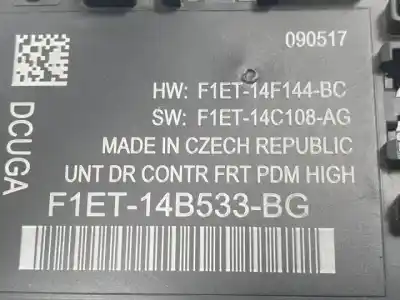 090517
HW: F1ET-14F144-BC
SW: F1ET-14C108-AG
MADE IN CZECH REPUBLIC
UNT DR CONTR FRT PDM HIGH
F1ET-14B533-BG
DCUGA